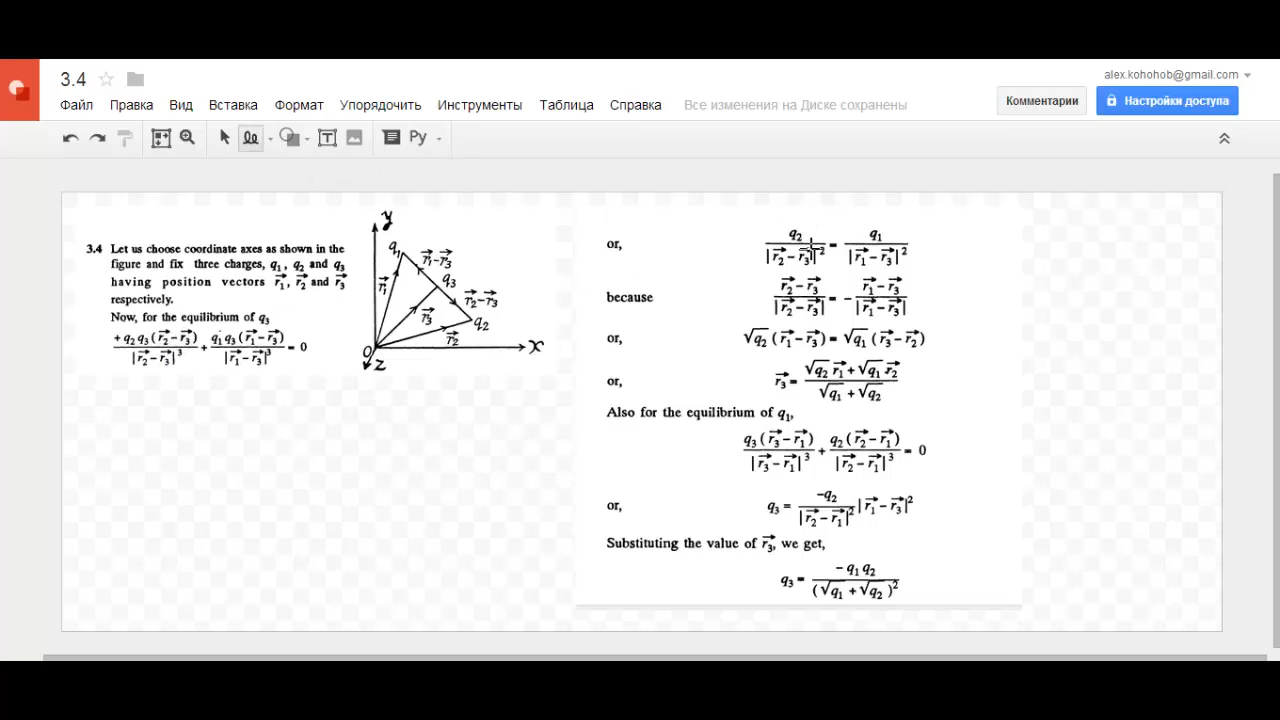 3.4
alex.kohohob@gmail.com
Файл Правка Вид Вставка Формат Упорядочить Инструменты Таблица Справка Все изменения на Диске сохранены
Комментарии
Настройки доступа
Ру
3.4 Let us choose coordinate axes as shown in the
figure and fix three charges, q₁, q₂ and q₃
having position vectors r₁⃗, r₂⃗ and r₃⃗
respectively.
Now, for the equilibrium of q₃
+ q₂ q₃ (r₂⃗ − r₃⃗) / |r₂⃗ − r₃⃗|³ + q₁ q₃ (r₁⃗ − r₃⃗) / |r₁⃗ − r₃⃗|³ = 0
y
q₁
r₁⃗ − r₃⃗
q₃
r₁⃗
r₂⃗ − r₃⃗
r₃⃗
q₂
r₂⃗
O
x
z
or, q₂ / |r₂⃗ − r₃⃗|² = q₁ / |r₁⃗ − r₃⃗|²
because (r₂⃗ − r₃⃗) / |r₂⃗ − r₃⃗| = − (r₁⃗ − r₃⃗) / |r₁⃗ − r₃⃗|
or, √q₂ (r₁⃗ − r₃⃗) = √q₁ (r₃⃗ − r₂⃗)
or, r₃⃗ = (√q₂ r₁⃗ + √q₁ r₂⃗) / (√q₁ + √q₂)
Also for the equilibrium of q₁,
q₃ (r₃⃗ − r₁⃗) / |r₃⃗ − r₁⃗|³ + q₂ (r₂⃗ − r₁⃗) / |r₂⃗ − r₁⃗|³ = 0
or, q₃ = −q₂ / |r₂⃗ − r₁⃗|² |r₁⃗ − r₃⃗|²
Substituting the value of r₃⃗, we get,
q₃ = − q₁ q₂ / (√q₁ + √q₂)²